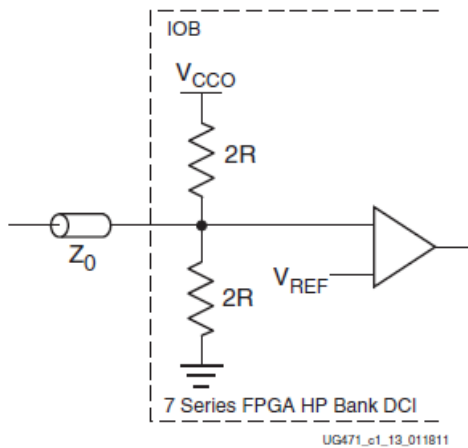 IOB
VCCO
2R
Z0
VREF
2R
7 Series FPGA HP Bank DCI
UG471_c1_13_011811